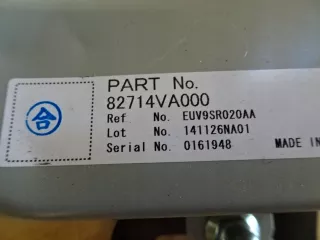 PART No.
82714VA000
合
Ref No. EUV9SR020AA
Lot No. 141126NA01
Serial No. 0161948
MADE IN